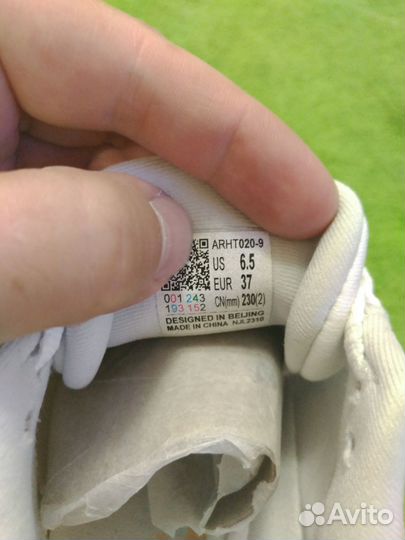 ARHT020-9
US 6.5
EUR 37
CN(mm) 230(2)
001 243
193 152
DESIGNED IN BEIJING
MADE IN CHINA NJL2310
Avito